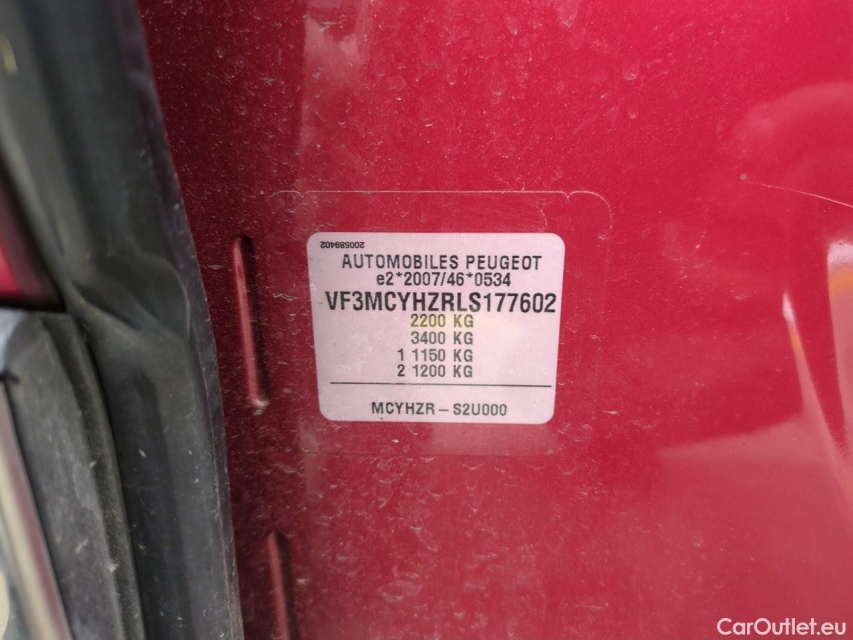 200589402
AUTOMOBILES PEUGEOT
e2*2007/46*0534
VF3MCYHZRLS177602
2200 KG
3400 KG
1 1150 KG
2 1200 KG
MCYHZR – S2U000
CarOutlet.eu